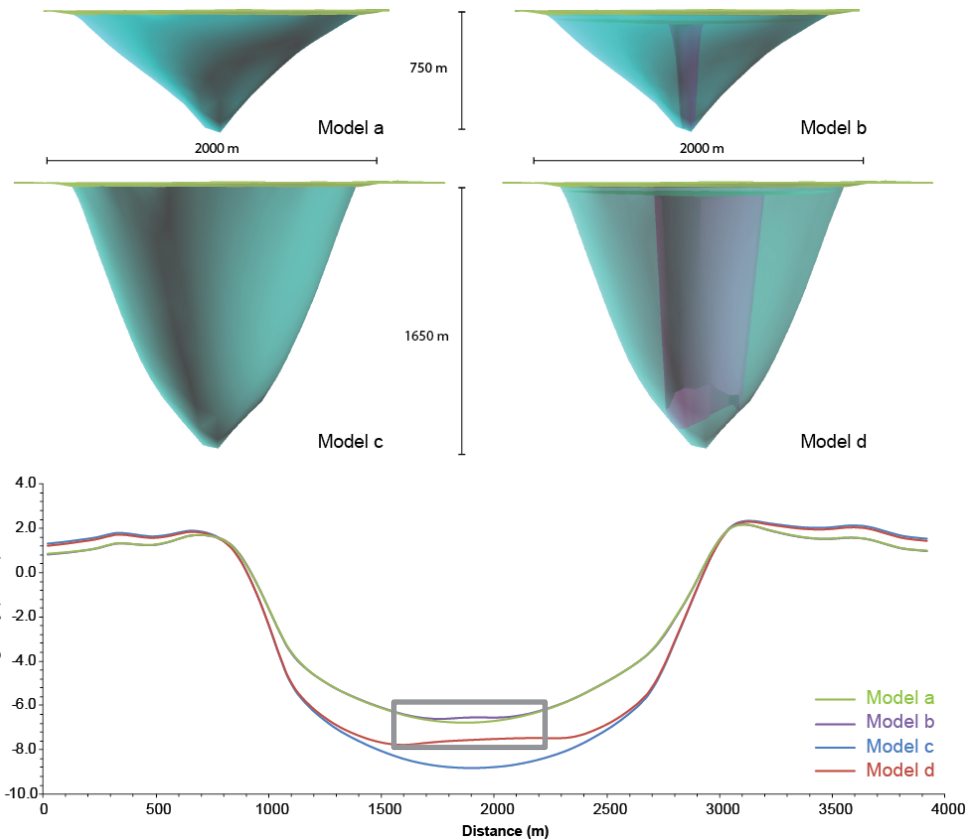 750 m
Model a
Model b
2000 m
2000 m
1650 m
Model c
Model d
4.0
2.0
0.0
-2.0
-4.0
-6.0
-8.0
-10.0
Model a
Model b
Model c
Model d
0
500
1000
1500
2000
2500
3000
3500
4000
Distance (m)